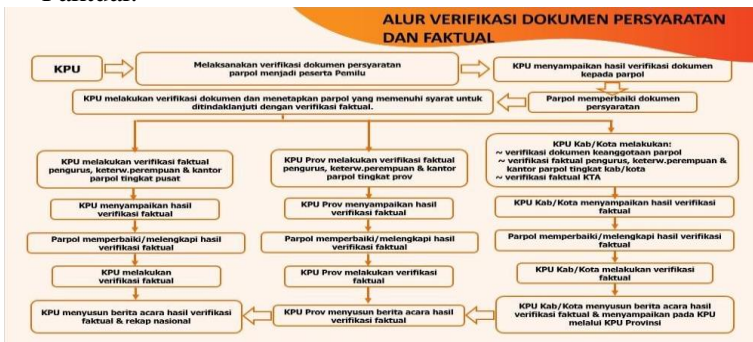 Faktual.
ALUR VERIFIKASI DOKUMEN PERSYARATAN
DAN FAKTUAL
KPU
Melaksanakan verifikasi dokumen persyaratan
parpol menjadi peserta Pemilu
KPU menyampaikan hasil verifikasi dokumen
kepada parpol
KPU melakukan verifikasi dokumen dan menetapkan parpol yang memenuhi syarat untuk
ditindaklanjuti dengan verifikasi faktual.
Parpol memperbaiki dokumen
persyaratan
KPU melakukan verifikasi faktual
pengurus, keterw.perempuan & kantor
parpol tingkat pusat
KPU menyampaikan hasil
verifikasi faktual
Parpol memperbaiki/melengkapi hasil
verifikasi faktual
KPU melakukan
verifikasi faktual
KPU menyusun berita acara hasil verifikasi
faktual & rekap nasional
KPU Prov melakukan verifikasi faktual
pengurus, keterw.perempuan & kantor
parpol tingkat prov
KPU Prov menyampaikan hasil
verifikasi faktual
Parpol memperbaiki/melengkapi hasil
verifikasi faktual
KPU Prov melakukan verifikasi
faktual
KPU Prov menyusun berita acara hasil
verifikasi faktual
KPU Kab/Kota melakukan:
~ verifikasi dokumen keanggotaan parpol
~ verifikasi faktual pengurus, keterw.perempuan &
kantor parpol tingkat kab/kota
~ verifikasi faktual KTA
KPU Kab/Kota menyampaikan hasil verifikasi
faktual
Parpol memperbaiki/melengkapi hasil verifikasi
faktual
KPU Kab/Kota melakukan verifikasi
faktual
KPU Kab/Kota menyusun berita acara hasil
verifikasi faktual & menyampaikan pada KPU
melalui KPU Provinsi